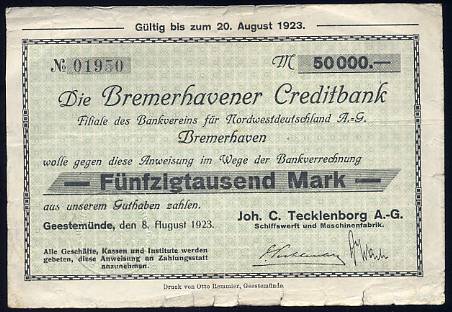 Gültig bis zum 20. August 1923.
№ 01950 M 50000.—
Die Bremerhavener Creditbank
Filiale des Bankvereins für Nordwestdeutschland A.-G.
Bremerhaven
wolle gegen diese Anweisung im Wege der Bankverrechnung
— Fünfzigtausend Mark —
aus unserem Guthaben zahlen.
Geestemünde, den 8. August 1923.
Joh. C. Tecklenborg A.-G.
Schiffswerft und Maschinenfabrik.
Alle Geschäfte, Kassen und Institute werden
gebeten, diese Anweisung an Zahlungsstatt
anzunehmen.
Druck von Otto Remmler, Geestemünde.